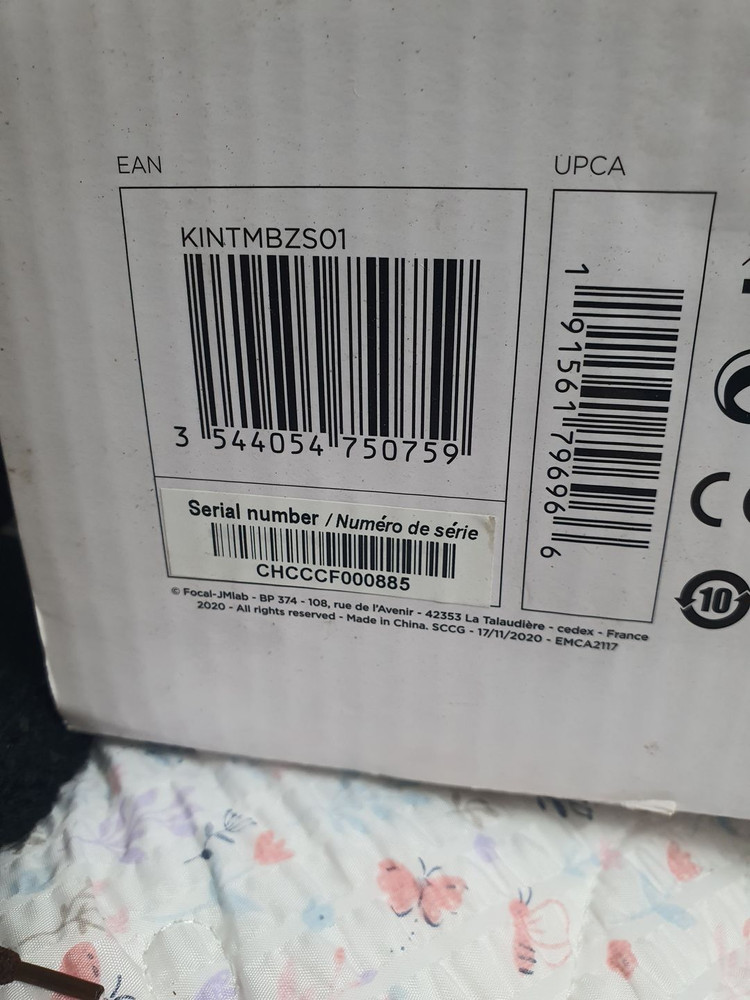 EAN
KINTMBZS01
3 544054 750759
Serial number / Numéro de série
CHCCCF000885
UPCA
1 91561 79696 6
© Focal-JMlab - BP 374 - 108, rue de l'Avenir - 42353 La Talaudière - cedex - France
2020 - All rights reserved - Made in China. SCCG - 17/11/2020 - EMCA2117
10